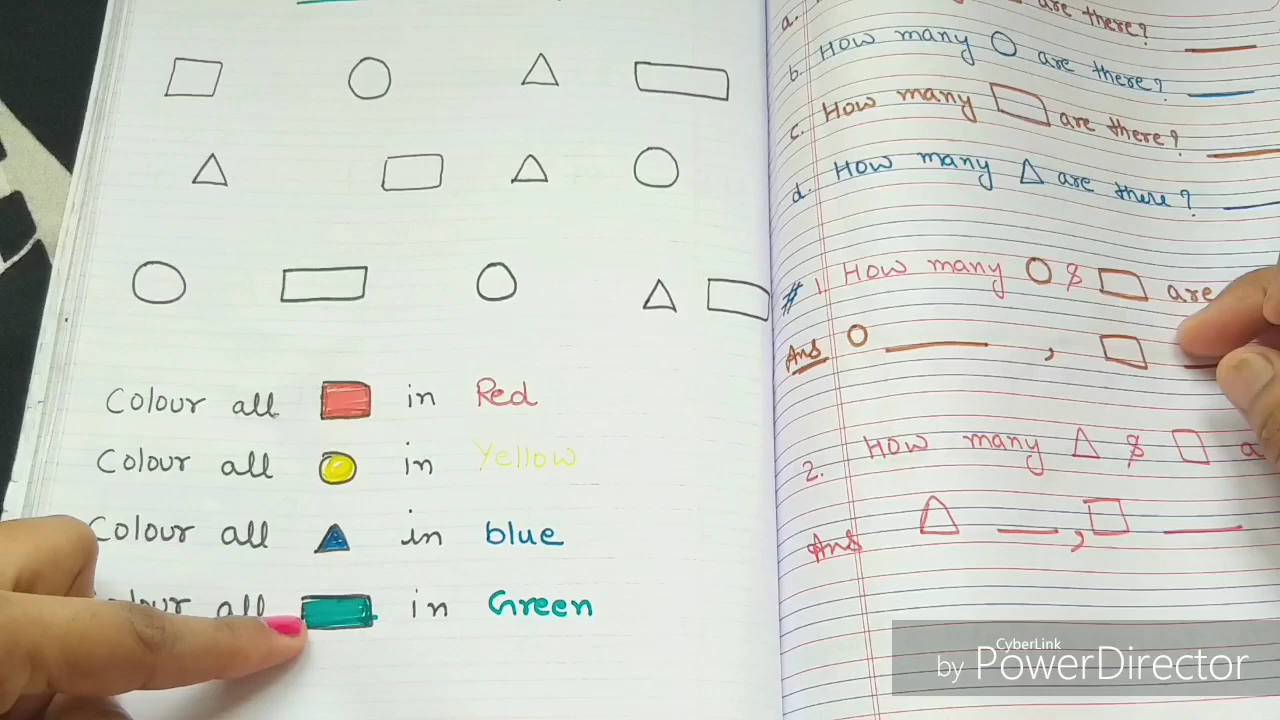 Colour all in Red
Colour all in Yellow
Colour all in blue
all in Green
a. are there?
b. How many are there?
c. How many are there?
d. How many are there?
# 1. How many & are
Ans ,
2. How many & a
Ans ,
CyberLink
by PowerDirector